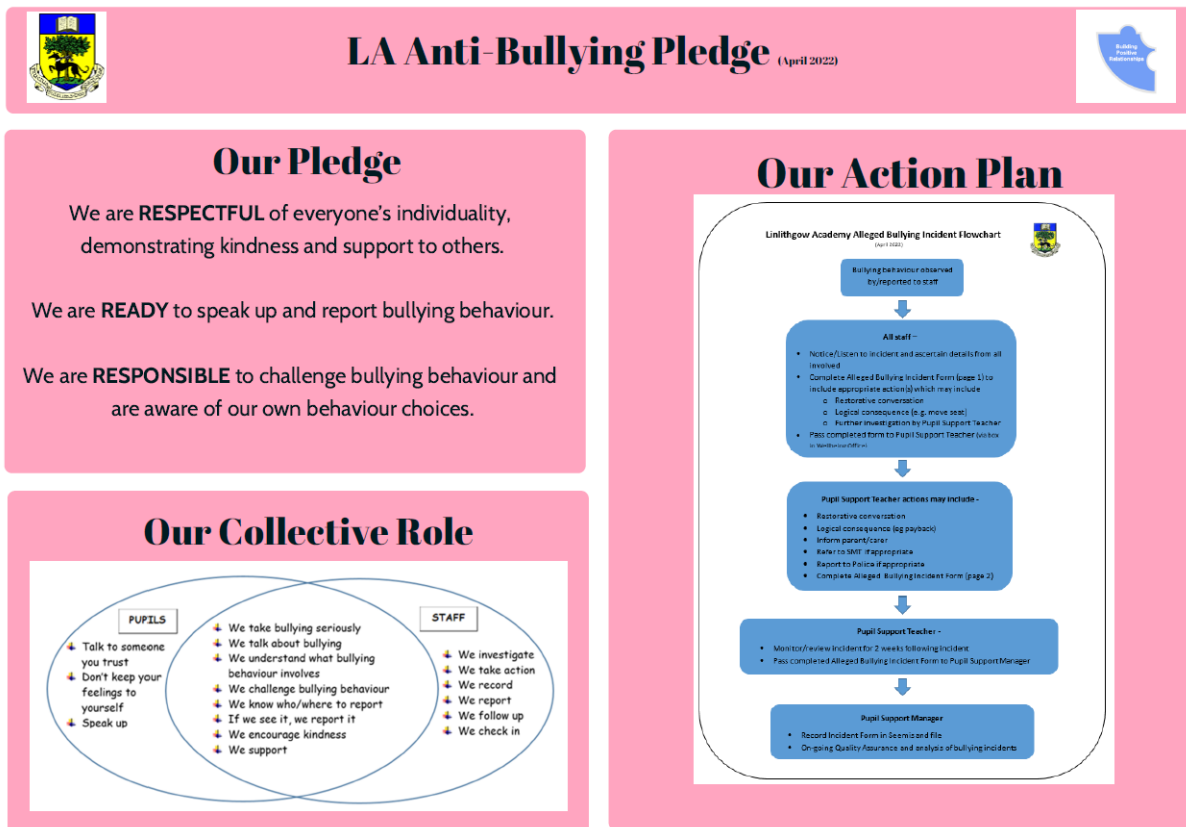 LA Anti-Bullying Pledge (April 2022)
Building
Positive
Relationships
Our Pledge
We are RESPECTFUL of everyone's individuality,
demonstrating kindness and support to others.
We are READY to speak up and report bullying behaviour.
We are RESPONSIBLE to challenge bullying behaviour and
are aware of our own behaviour choices.
Our Collective Role
PUPILS
Talk to someone
you trust
Don't keep your
feelings to
yourself
Speak up
We take bullying seriously
We talk about bullying
We understand what bullying
behaviour involves
We challenge bullying behaviour
We know who/where to report
If we see it, we report it
We encourage kindness
We support
STAFF
We investigate
We take action
We record
We report
We follow up
We check in
Our Action Plan
Linlithgow Academy Alleged Bullying Incident Flowchart
(April 2022)
Bullying behaviour observed
by/reported to staff
All staff –
Notice/Listen to incident and ascertain details from all
involved
Complete Alleged Bullying Incident Form (page 1) to
include appropriate action(s) which may include
Restorative conversation
Logical consequence (e.g. move seat)
Further investigation by Pupil Support Teacher
Pass completed form to Pupil Support Teacher (via box
Pupil Support Teacher actions may include -
Restorative conversation
Logical consequence (eg payback)
Inform parent/carer
Refer to SMT if appropriate
Report to Police if appropriate
Complete Alleged Bullying Incident Form (page 2)
Pupil Support Teacher -
Monitor/review incident for 2 weeks following incident
Pass completed Alleged Bullying Incident Form to Pupil Support Manager
Pupil Support Manager
Record Incident Form in Seemis and file
On-going Quality Assurance and analysis of bullying incidents